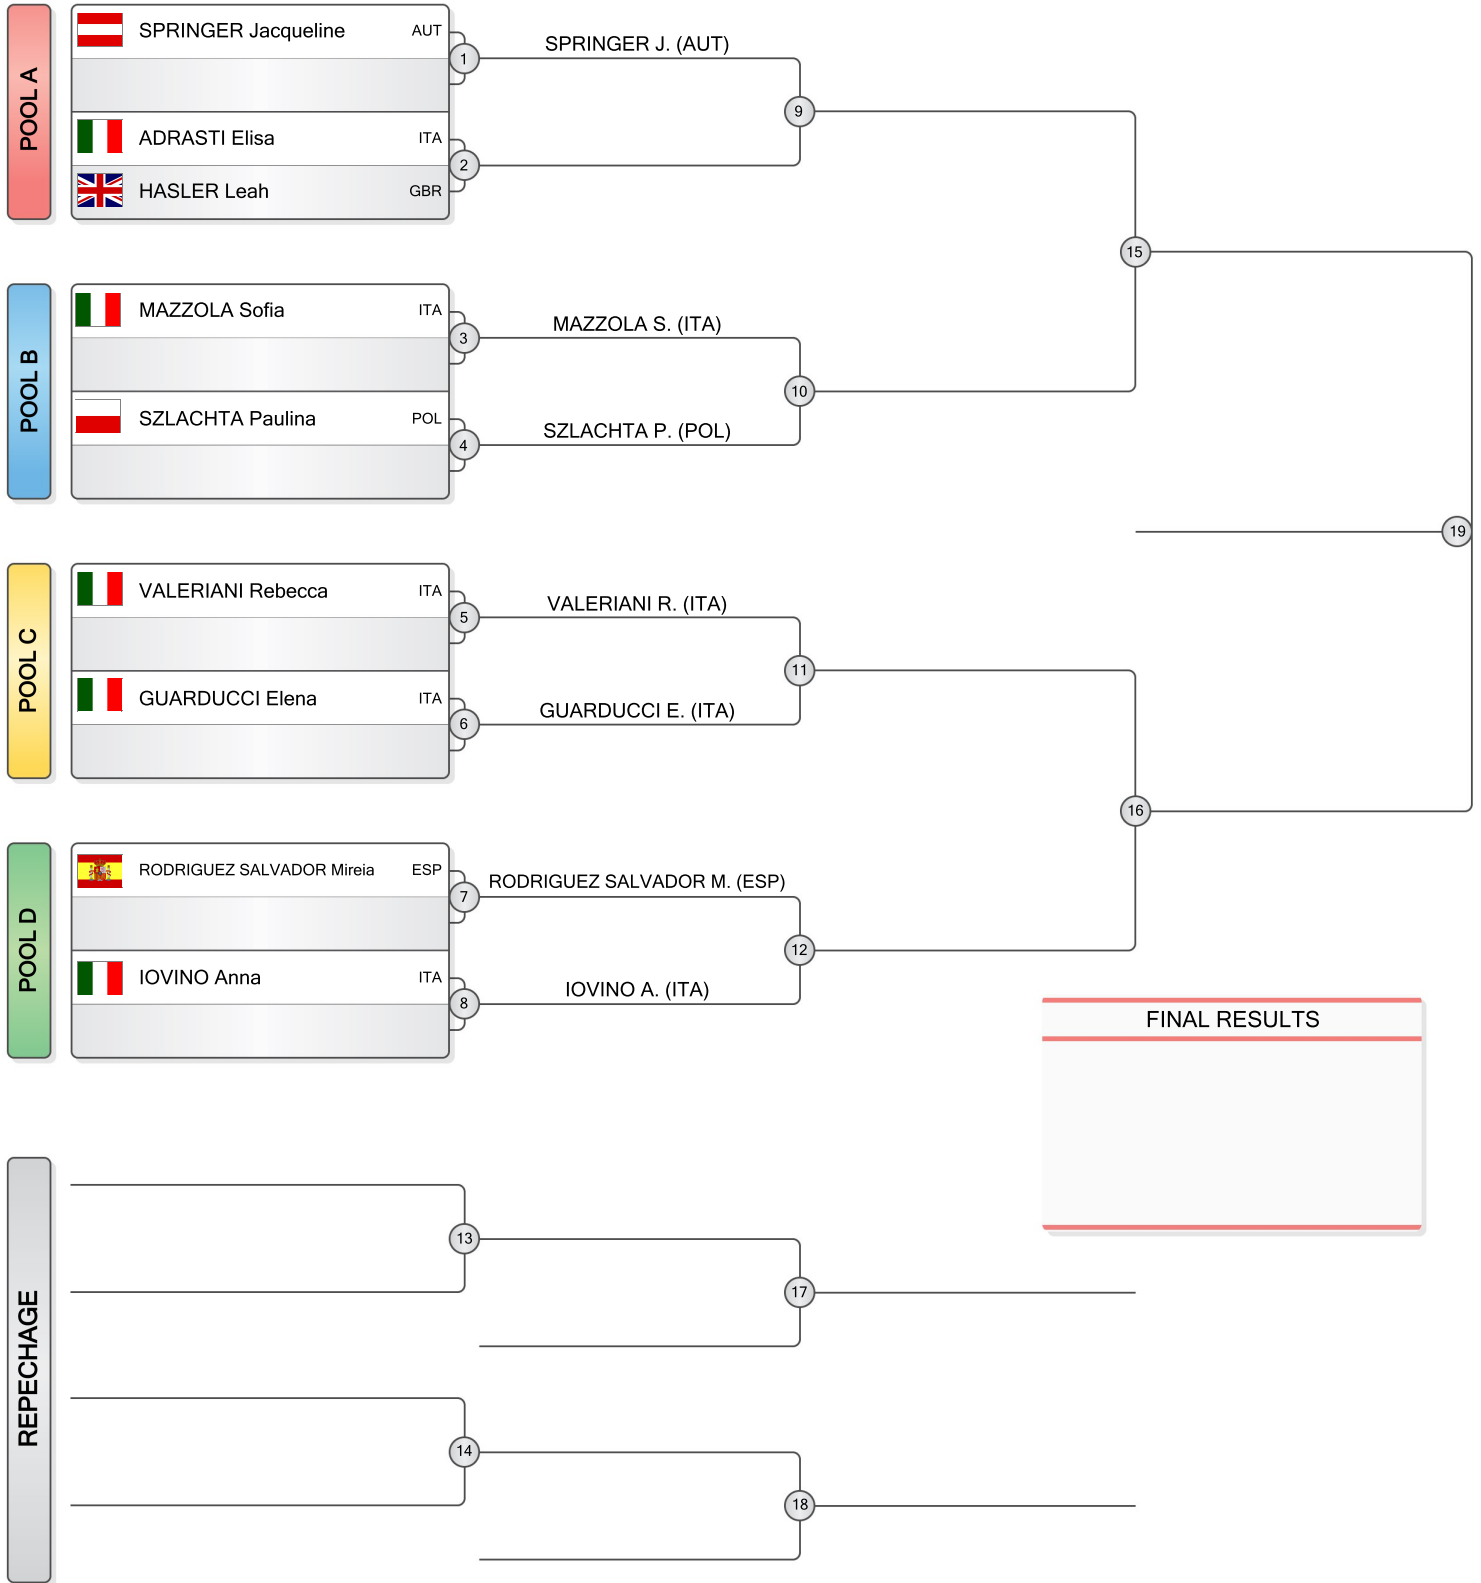 POOL A
SPRINGER Jacqueline AUT
1
SPRINGER J. (AUT)
9
ADRASTI Elisa ITA
2
HASLER Leah GBR
15
POOL B
MAZZOLA Sofia ITA
3
MAZZOLA S. (ITA)
10
SZLACHTA Paulina POL
4
SZLACHTA P. (POL)
19
POOL C
VALERIANI Rebecca ITA
5
VALERIANI R. (ITA)
11
GUARDUCCI Elena ITA
6
GUARDUCCI E. (ITA)
16
POOL D
RODRIGUEZ SALVADOR Mireia ESP
7
RODRIGUEZ SALVADOR M. (ESP)
12
IOVINO Anna ITA
8
IOVINO A. (ITA)
FINAL RESULTS
REPECHAGE
13
17
14
18